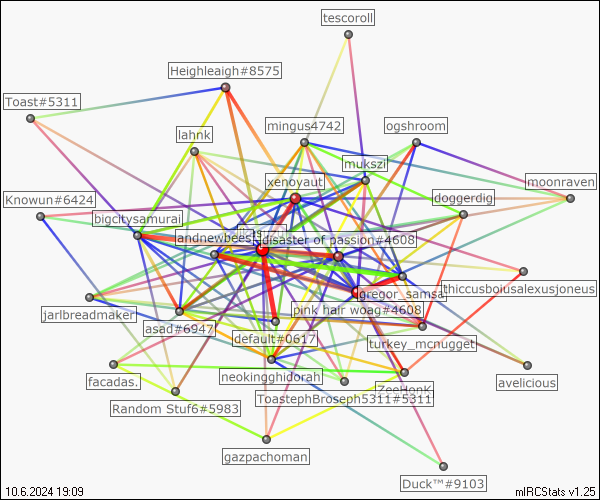 tescoroll
Heighleaigh#8575
Toast#5311
mingus4742
ogshroom
lahnk
mukszi
xenoyaut
moonraven
Knowun#6424
doggerdig
bigcitysamurai
andnewbees
disaster of passion#4608
gregor_samsa
thiccusbolusalexusjoneus
jarlbreadmaker
pink hair woag#4608
asad#6947
default#0617
turkey_mcnugget
neokingghidorah
facadas.
avelicious
ZeeHonK
ToastephBroseph5311#5311
Random Stuf6#5983
gazpachoman
Duck™#9103
10.6.2024 19:09
mIRCStats v1.25